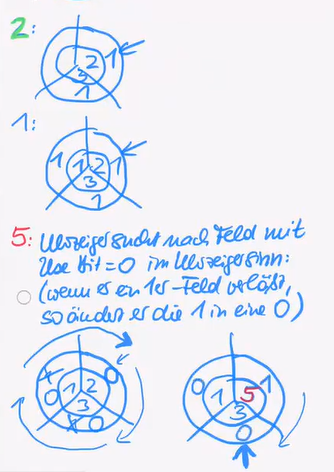 2:
2 1
3
1
1:
1 1 2 1
3
1
5: Uhrzeiger sucht nach Feld mit
Use Bit = 0 im Uhrzeigersinn:
(wenn er ein 1er-Feld verläßt,
so ändert er die 1 in eine 0)
1 2 0
0 3
0
0 1 5 1
3
0